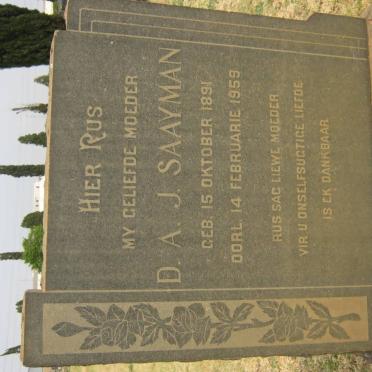 HIER RUS
MY GELIEFDE MOEDER
D. A. J. SAAYMAN
GEB. 15 OKTOBER 1891
OORL. 14 FEBRUARIE 1959
RUS SAG LIEWE MOEDER
VIR U ONSELFSUGTIGE LIEFDE
IS EK DANKBAAR